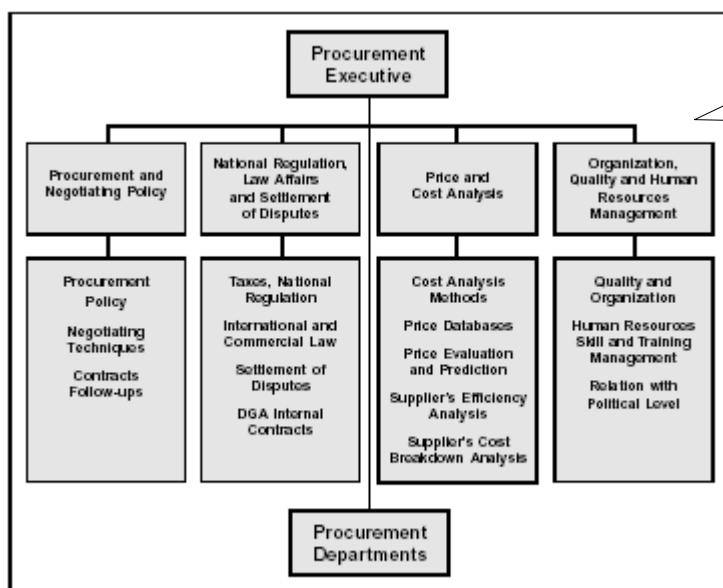 Procurement
Executive
Procurement and
Negotiating Policy
National Regulation,
Law Affairs
and Settlement
of Disputes
Price and
Cost Analysis
Organization,
Quality and Human
Resources
Management
Procurement
Policy
Negotiating
Techniques
Contracts
Follow-ups
Taxes, National
Regulation
International and
Commercial Law
Settlement of
Disputes
DGA Internal
Contracts
Cost Analysis
Methods
Price Databases
Price Evaluation
and Prediction
Supplier's Efficiency
Analysis
Supplier's Cost
Breakdown Analysis
Quality and
Organization
Human Resources
Skill and Training
Management
Relation with
Political Level
Procurement
Departments